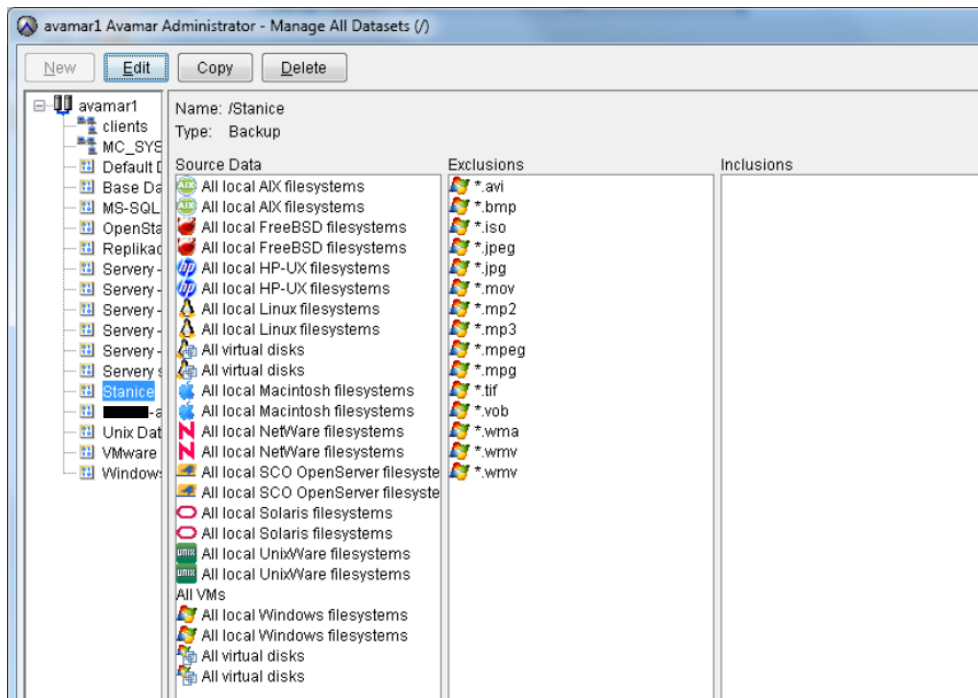 avamar1 Avamar Administrator - Manage All Datasets (/)
New Edit Copy Delete
avamar1
clients
MC_SYS
Default D
Base Da
MS-SQL
OpenSta
Replikac
Servery -
Servery -
Servery -
Servery -
Servery -
Servery s
Stanice
-a
Unix Dat
VMware
Windows
Name: /Stanice
Type: Backup
Source Data
All local AIX filesystems
All local AIX filesystems
All local FreeBSD filesystems
All local FreeBSD filesystems
All local HP-UX filesystems
All local HP-UX filesystems
All local Linux filesystems
All local Linux filesystems
All virtual disks
All virtual disks
All local Macintosh filesystems
All local Macintosh filesystems
All local NetWare filesystems
All local NetWare filesystems
All local SCO OpenServer filesyste
All local SCO OpenServer filesyste
All local Solaris filesystems
All local Solaris filesystems
All local UnixWare filesystems
All local UnixWare filesystems
All VMs
All local Windows filesystems
All local Windows filesystems
All virtual disks
All virtual disks
Exclusions
*.avi
*.bmp
*.iso
*.jpeg
*.jpg
*.mov
*.mp2
*.mp3
*.mpeg
*.mpg
*.tif
*.vob
*.wma
*.wmv
*.wmv
Inclusions